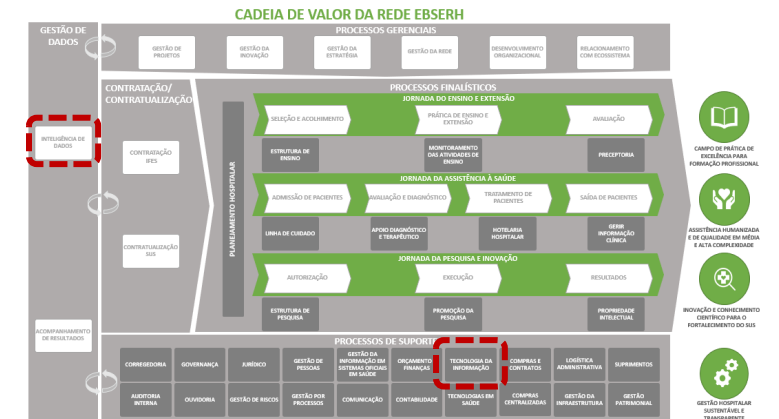 CADEIA DE VALOR DA REDE EBSERH
GESTÃO DE
DADOS
INTELIGÊNCIA DE
DADOS
ACOMPANHAMENTO
DE RESULTADOS
PROCESSOS GERENCIAIS
GESTÃO DE
PROJETOS
GESTÃO DA
INOVAÇÃO
GESTÃO DA
ESTRATÉGIA
GESTÃO DA REDE
DESENVOLVIMENTO
ORGANIZACIONAL
RELACIONAMENTO
COM ECOSSISTEMA
CONTRATAÇÃO/
CONTRATUALIZAÇÃO
CONTRATAÇÃO
IFES
CONTRATUALIZAÇÃO
SUS
PROCESSOS FINALÍSTICOS
PLANEJAMENTO HOSPITALAR
JORNADA DO ENSINO E EXTENSÃO
SELEÇÃO E ACOLHIMENTO
PRÁTICA DE ENSINO E
EXTENSÃO
AVALIAÇÃO
ESTRUTURA DE
ENSINO
MONITORAMENTO
DAS ATIVIDADES DE
ENSINO
PRECEPTORIA
JORNADA DA ASSISTÊNCIA À SAÚDE
ADMISSÃO DE PACIENTES
AVALIAÇÃO E DIAGNÓSTICO
TRATAMENTO DE
PACIENTES
SAÍDA DE PACIENTES
LINHA DE CUIDADO
APOIO DIAGNÓSTICO
E TERAPÊUTICO
HOTELARIA
HOSPITALAR
GERIR
INFORMAÇÃO
CLÍNICA
JORNADA DA PESQUISA E INOVAÇÃO
AUTORIZAÇÃO
EXECUÇÃO
RESULTADOS
ESTRUTURA DE
PESQUISA
PROMOÇÃO DA
PESQUISA
PROPRIEDADE
INTELECTUAL
PROCESSOS DE SUPORTE
CORREGEDORIA
GOVERNANÇA
JURÍDICO
GESTÃO DE
PESSOAS
GESTÃO DA
INFORMAÇÃO EM
SISTEMAS OFICIAIS
EM SAÚDE
ORÇAMENTO
FINANÇAS
TECNOLOGIA DA
INFORMAÇÃO
COMPRAS E
CONTRATOS
LOGÍSTICA
ADMINISTRATIVA
SUPRIMENTOS
AUDITORIA
INTERNA
OUVIDORIA
GESTÃO DE RISCOS
GESTÃO POR
PROCESSOS
COMUNICAÇÃO
CONTABILIDADE
TECNOLOGIAS EM
SAÚDE
COMPRAS
CENTRALIZADAS
GESTÃO DA
INFRAESTRUTURA
GESTÃO
PATRIMONIAL
CAMPO DE PRÁTICA DE
EXCELÊNCIA PARA
FORMAÇÃO PROFISSIONAL
ASSISTÊNCIA HUMANIZADA
E DE QUALIDADE EM MÉDIA
E ALTA COMPLEXIDADE
INOVAÇÃO E CONHECIMENTO
CIENTÍFICO PARA O
FORTALECIMENTO DO SUS
GESTÃO HOSPITALAR
SUSTENTÁVEL E
TRANSPARENTE